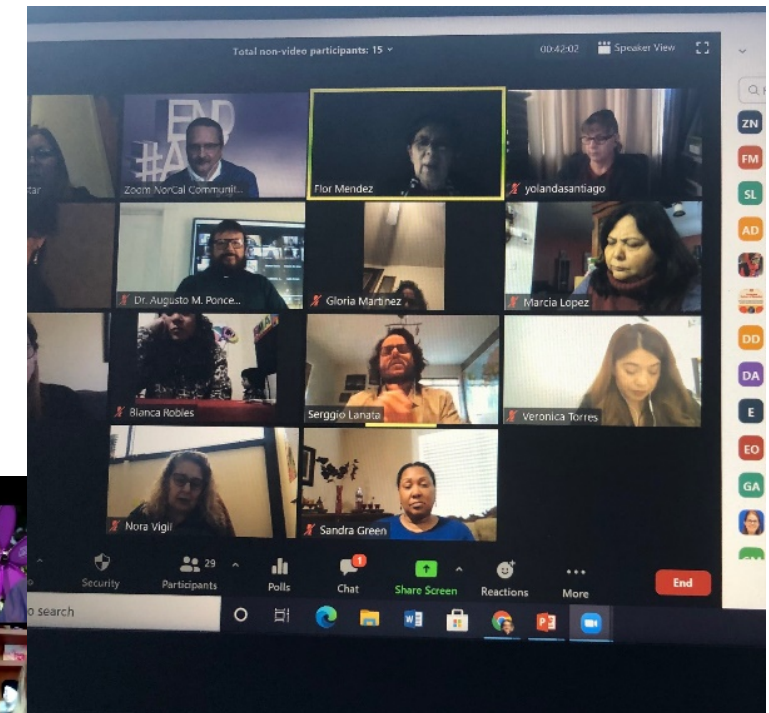 Total non-video participants: 15
00:42:02
Speaker View
END
Zoom NorCal Communit...
Flor Mendez
yolandasantiago
Dr. Augusto M. Ponce...
Gloria Martinez
Marcia Lopez
Bianca Robles
Serggio Lanata
Veronica Torres
Nora Vigil
Sandra Green
Security
Participants
29
Polls
Chat
1
Share Screen
Reactions
More
End
o search
ZN
FM
SL
AD
DD
DA
E
EO
GA